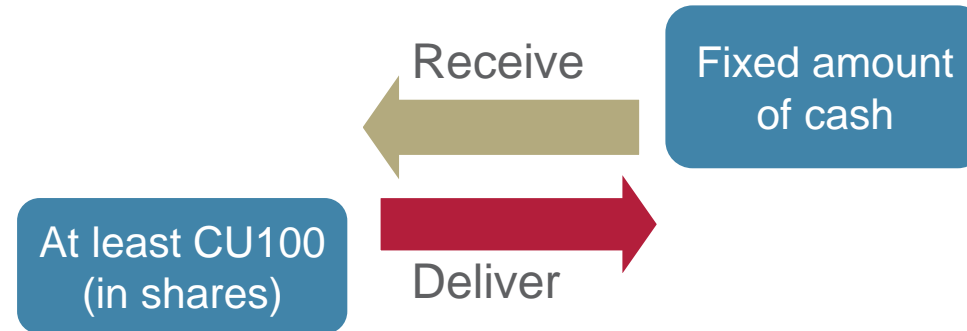 Receive
Fixed amount
of cash
At least CU100
(in shares)
Deliver